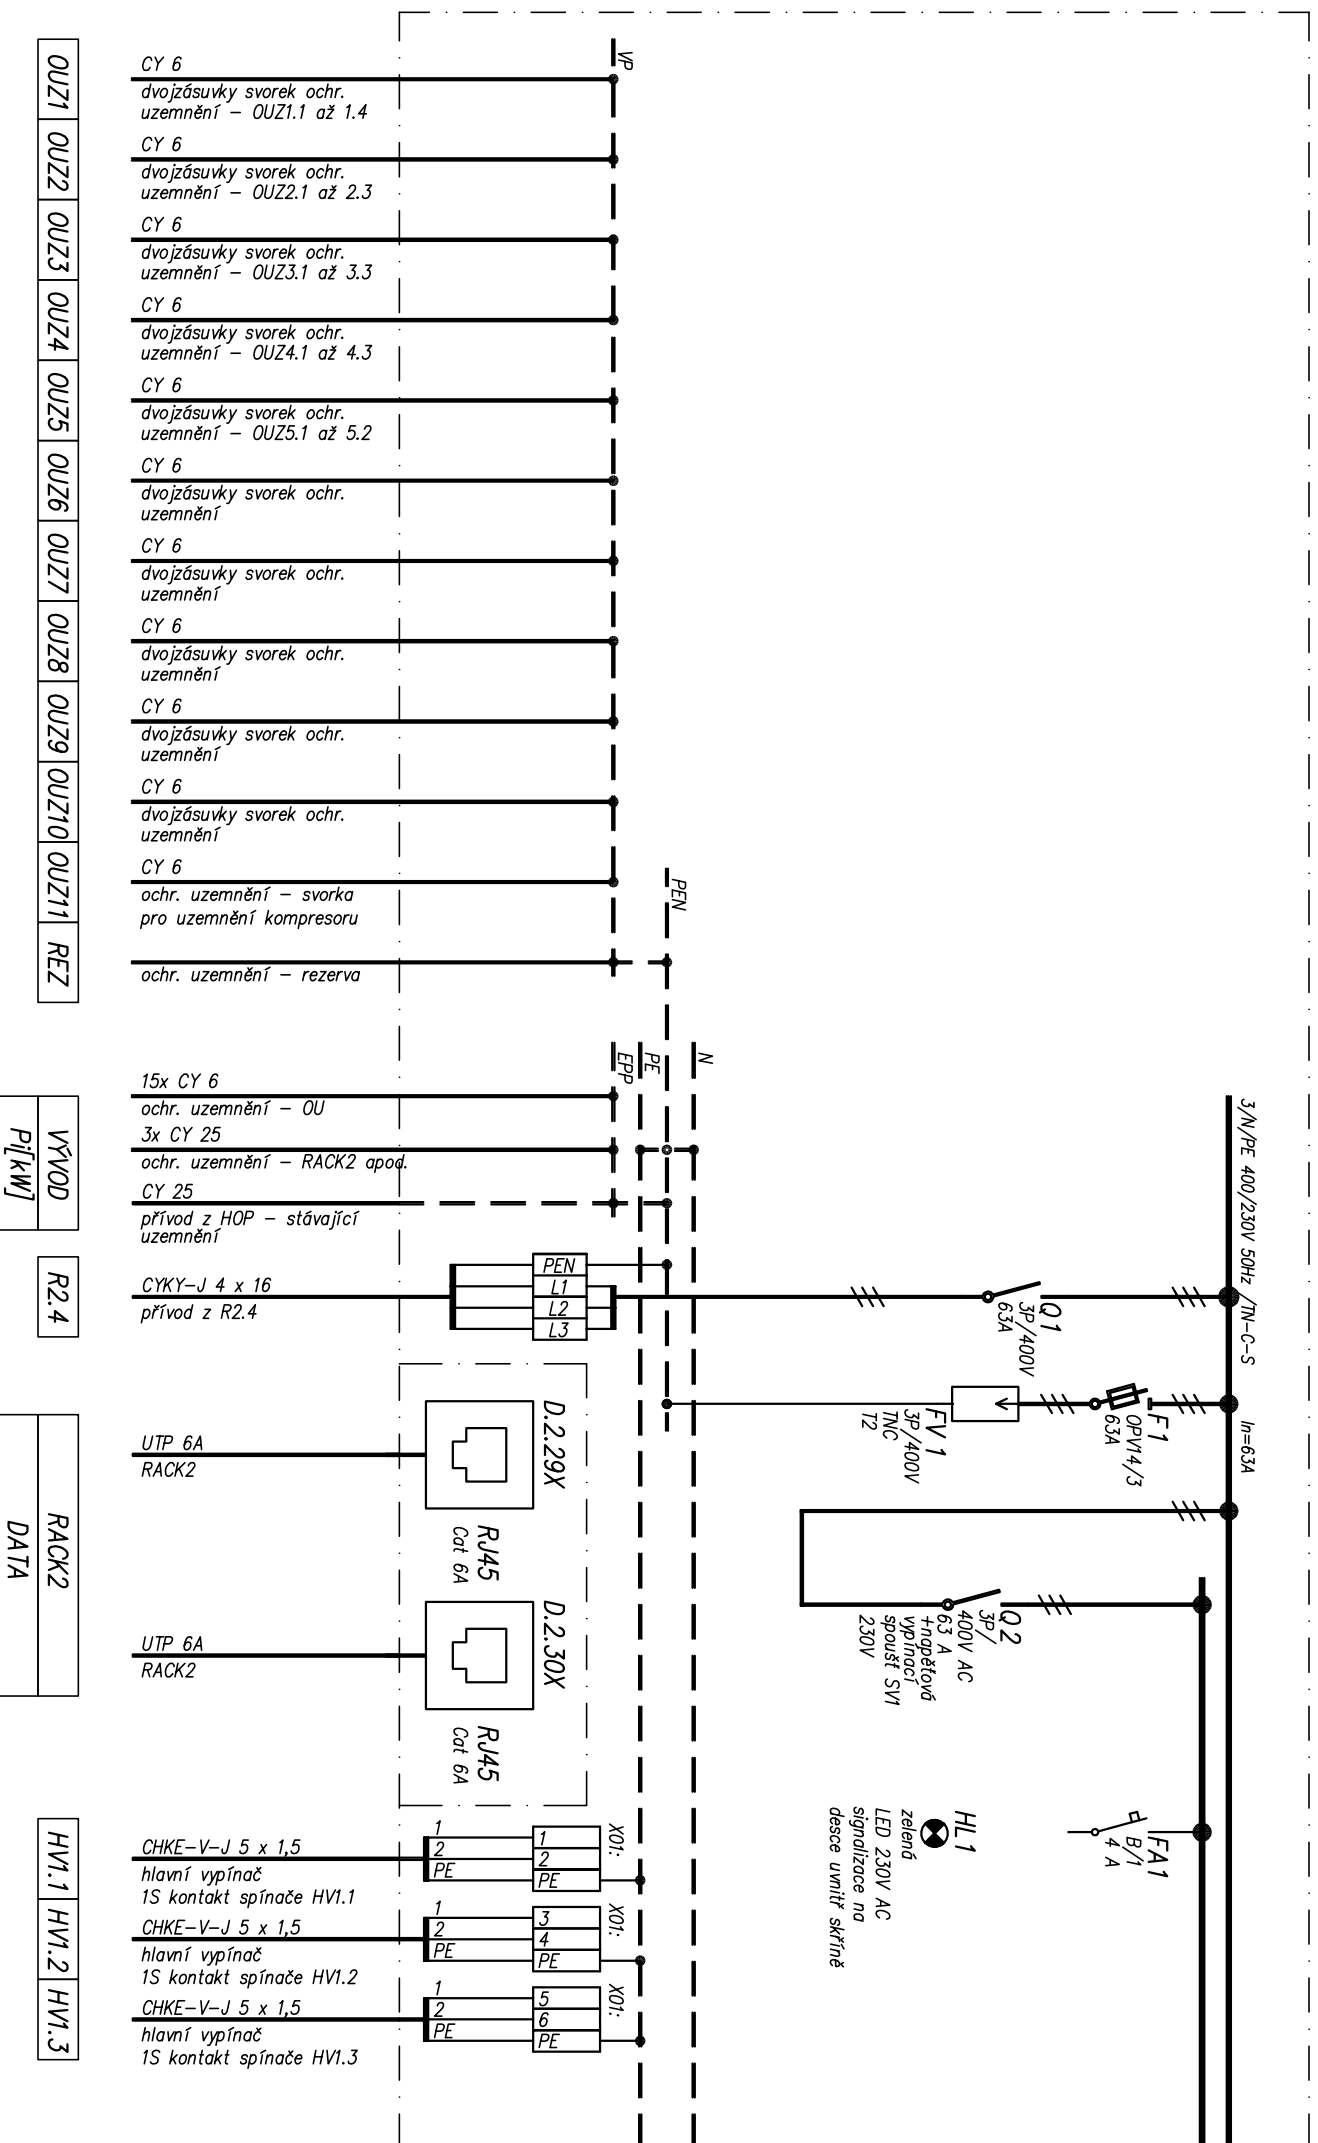 VP
CY 6
dvojzásuvky svorek ochr.
uzemnění – OUZ1.1 až 1.4
OUZ1
CY 6
dvojzásuvky svorek ochr.
uzemnění – OUZ2.1 až 2.3
OUZ2
CY 6
dvojzásuvky svorek ochr.
uzemnění – OUZ3.1 až 3.3
OUZ3
CY 6
dvojzásuvky svorek ochr.
uzemnění – OUZ4.1 až 4.3
OUZ4
CY 6
dvojzásuvky svorek ochr.
uzemnění – OUZ5.1 až 5.2
OUZ5
CY 6
dvojzásuvky svorek ochr.
uzemnění
OUZ6
CY 6
dvojzásuvky svorek ochr.
uzemnění
OUZ7
CY 6
dvojzásuvky svorek ochr.
uzemnění
OUZ8
CY 6
dvojzásuvky svorek ochr.
uzemnění
OUZ9
CY 6
dvojzásuvky svorek ochr.
uzemnění
OUZ10
CY 6
ochr. uzemnění – svorka
pro uzemnění kompresoru
OUZ11
PEN
ochr. uzemnění – rezerva
REZ
N
PE
EPP
15x CY 6
ochr. uzemnění – OU
3x CY 25
ochr. uzemnění – RACK2 apod.
CY 25
přívod z HOP – stávající
uzemnění
VÝVOD
Pi[kW]
3/N/PE 400/230V 50Hz /TN-C-S
In=63A
PEN
L1
L2
L3
CYKY-J 4 x 16
přívod z R2.4
R2.4
Q1
3P/400V
63A
F1
OPV14/3
63A
FV1
3P/400V
TNC
T2
Q2
3P/
400V AC
63 A
+napěťová
vypínací
spoušť SV1
230V
D.2.29X
RJ45
Cat 6A
UTP 6A
RACK2
D.2.30X
RJ45
Cat 6A
UTP 6A
RACK2
RACK2
DATA
HL1
zelená
LED 230V AC
signalizace na
desce uvnitř skříně
FA1
B/1
4 A
X01:
1
2
PE
1
2
PE
CHKE-V-J 5 x 1,5
hlavní vypínač
1S kontakt spínače HV1.1
HV1.1
X01:
1
2
PE
3
4
PE
CHKE-V-J 5 x 1,5
hlavní vypínač
1S kontakt spínače HV1.2
HV1.2
X01:
1
2
PE
5
6
PE
CHKE-V-J 5 x 1,5
hlavní vypínač
1S kontakt spínače HV1.3
HV1.3